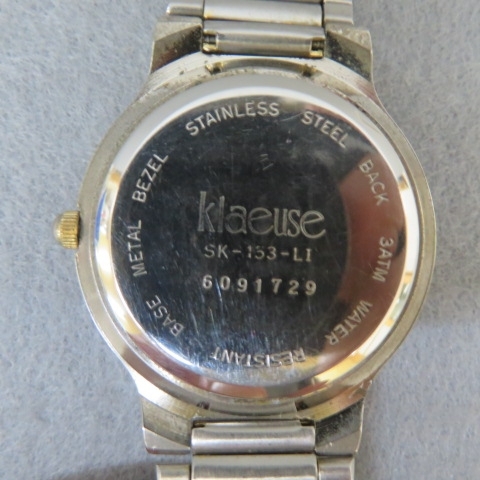 STAINLESS STEEL BACK 3ATM WATER RESISTANT BASE METAL BEZEL
klaeuse
SK-153-LI
6091729